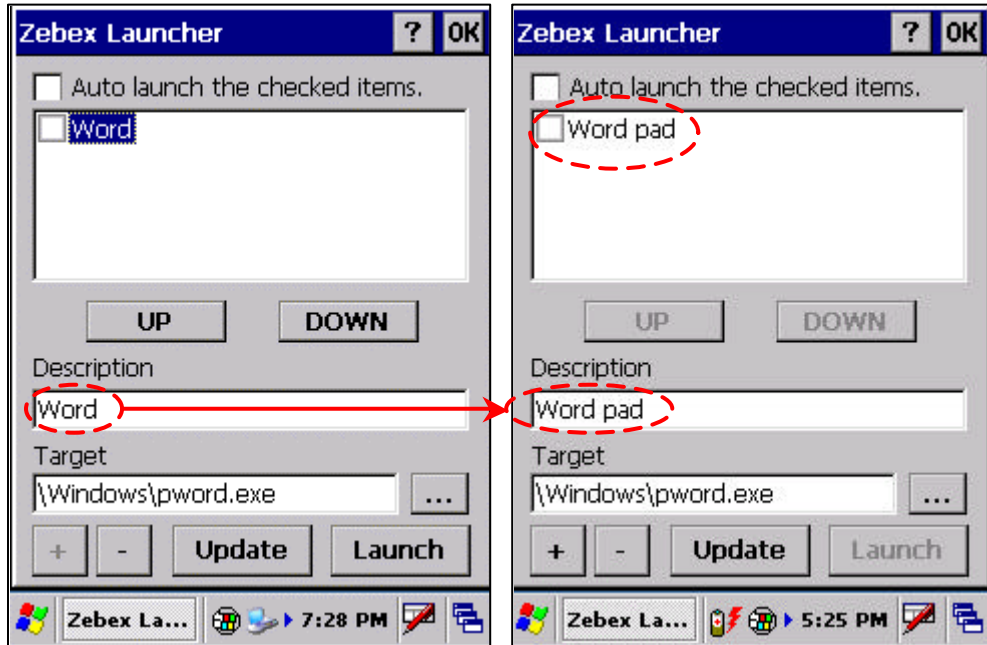 Zebex Launcher ? OK
Auto launch the checked items.
Word
UP DOWN
Description
Word
Target
\Windows\pword.exe ...
+ - Update Launch
Zebex La... 7:28 PM
Zebex Launcher ? OK
Auto launch the checked items.
Word pad
UP DOWN
Description
Word pad
Target
\Windows\pword.exe ...
+ - Update Launch
Zebex La... 5:25 PM